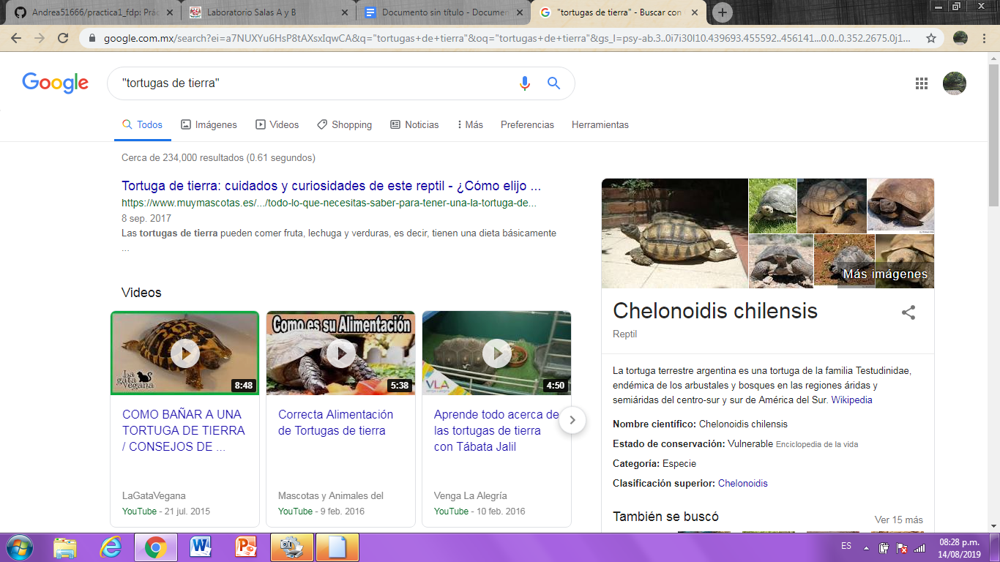 Andrea51666/practica1_fdp: Prác
Laboratorio Salas A y B
Documento sin título - Documen
"tortugas de tierra" - Buscar con
google.com.mx/search?ei=a7NUXYu6HsP8tAXsxIqwCA&q="tortugas+de+tierra"&oq="tortugas+de+tierra"&gs_l=psy-ab.3..0i7i30l10.439693.455592..456141...0.0..0.352.2675.0j1...
Google
"tortugas de tierra"
Todos
Imágenes
Videos
Shopping
Noticias
Más
Preferencias
Herramientas
Cerca de 234,000 resultados (0.61 segundos)
Tortuga de tierra: cuidados y curiosidades de este reptil - ¿Cómo elijo ...
https://www.muymascotas.es/.../todo-lo-que-necesitas-saber-para-tener-una-la-tortuga-de...
8 sep. 2017
Las tortugas de tierra pueden comer fruta, lechuga y verduras, es decir, tienen una dieta básicamente
...
Videos
La gata vegana
8:48
COMO BAÑAR A UNA
TORTUGA DE TIERRA
/ CONSEJOS DE ...
LaGataVegana
YouTube - 21 jul. 2015
Como es su Alimentación
5:38
Correcta Alimentación
de Tortugas de tierra
Mascotas y Animales del
YouTube - 9 feb. 2016
VLA
Venga la Alegría
4:50
Aprende todo acerca de
las tortugas de tierra
con Tábata Jalil
Venga La Alegría
YouTube - 10 feb. 2016
Más imágenes
Chelonoidis chilensis
Reptil
La tortuga terrestre argentina es una tortuga de la familia Testudinidae,
endémica de los arbustales y bosques en las regiones áridas y
semiáridas del centro-sur y sur de América del Sur. Wikipedia
Nombre científico: Chelonoidis chilensis
Estado de conservación: Vulnerable Enciclopedia de la vida
Categoría: Especie
Clasificación superior: Chelonoidis
También se buscó
Ver 15 más
ES
08:28 p.m.
14/08/2019